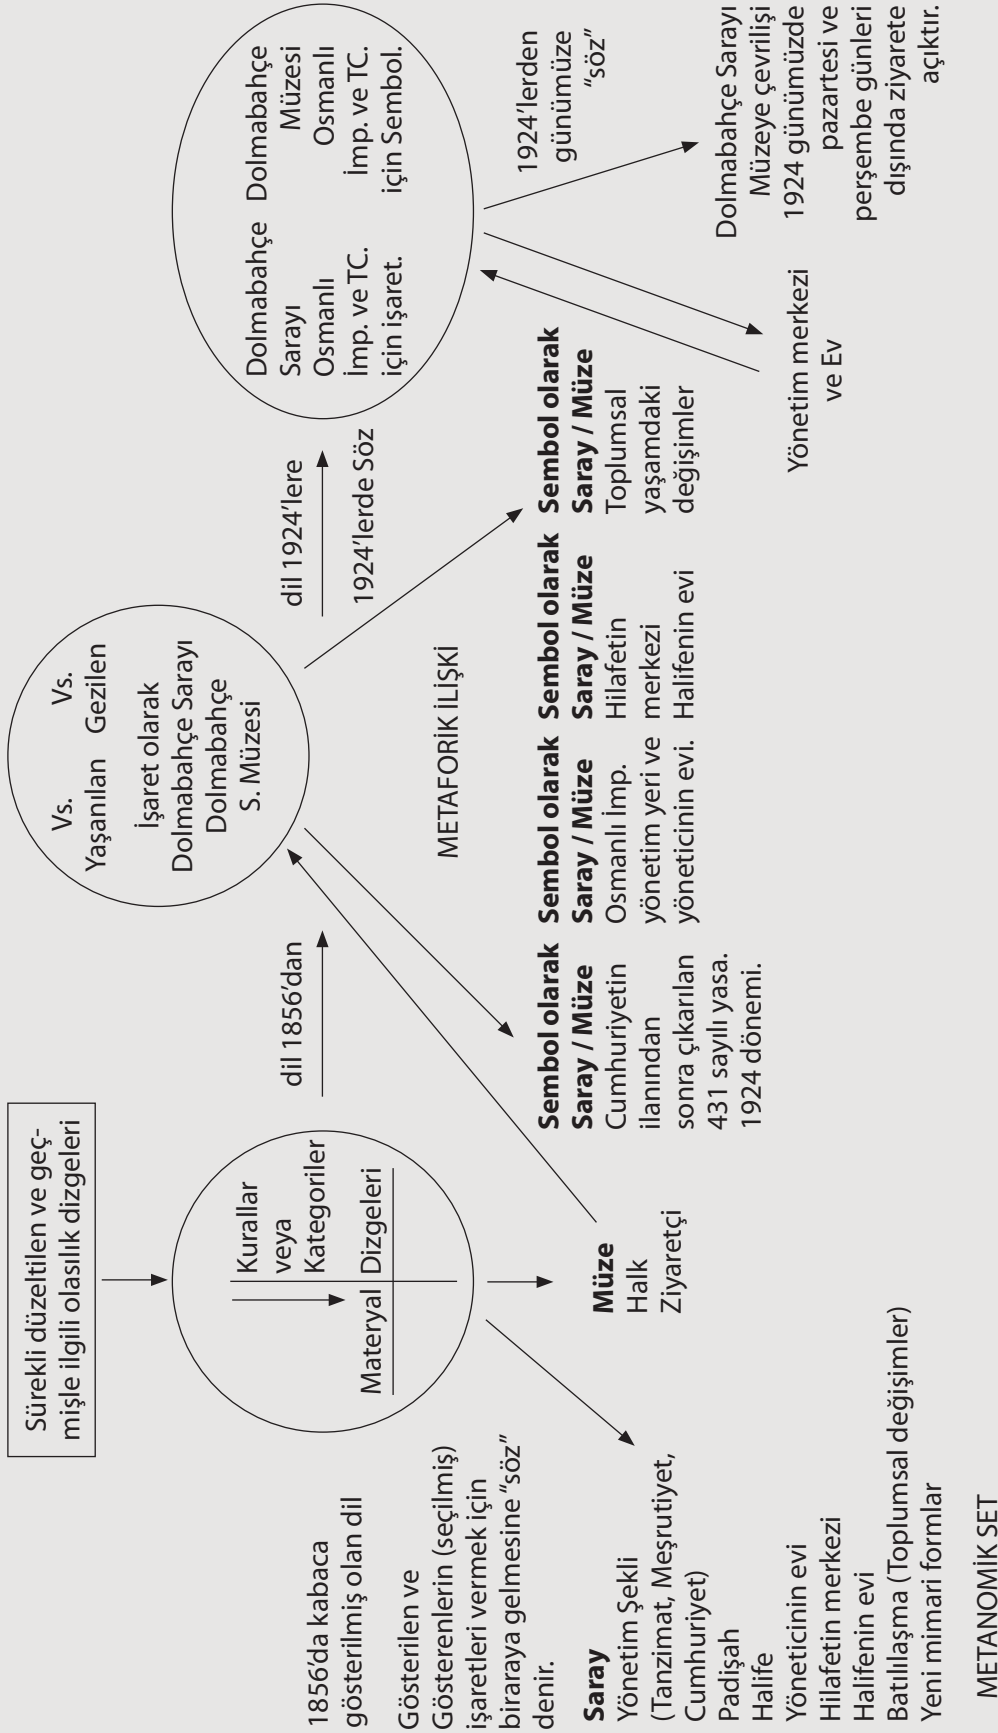 Sürekli düzeltilen ve geç-
mişle ilgili olasılık dizgeleri
1856'da kabaca
gösterilmiş olan dil
Gösterilen ve
Gösterenlerin (seçilmiş)
işaretleri vermek için
biraraya gelmesine "söz"
denir.
Kurallar
veya
Kategoriler
Materyal Dizgeleri
dil 1856'dan
Vs. Vs.
Yaşanılan Gezilen
İşaret olarak
Dolmabahçe Sarayı
Dolmabahçe
S. Müzesi
dil 1924'lere
1924'lerde Söz
Dolmabahçe
Sarayı
Osmanlı
İmp. ve TC.
için işaret.
Dolmabahçe
Müzesi
Osmanlı
İmp. ve TC.
için Sembol.
1924'lerden
günümüze
"söz"
METAFORİK İLİŞKİ
Saray
Yönetim Şekli
(Tanzimat, Meşrutiyet,
Cumhuriyet)
Padişah
Halife
Yöneticinin evi
Hilafetin merkezi
Halifenin evi
Batılılaşma (Toplumsal değişimler)
Yeni mimari formlar
METANOMİK SET
Müze
Halk
Ziyaretçi
Sembol olarak
Saray / Müze
Cumhuriyetin
ilanından
sonra çıkarılan
431 sayılı yasa.
1924 dönemi.
Sembol olarak
Saray / Müze
Osmanlı İmp.
yönetim yeri ve
yöneticinin evi.
Sembol olarak
Saray / Müze
Hilafetin
merkezi
Halifenin evi
Sembol olarak
Saray / Müze
Toplumsal
yaşamdaki
değişimler
Yönetim merkezi
ve Ev
Dolmabahçe Sarayı
Müzeye çevrilişi
1924 günümüzde
pazartesi ve
perşembe günleri
dışında ziyarete
açıktır.